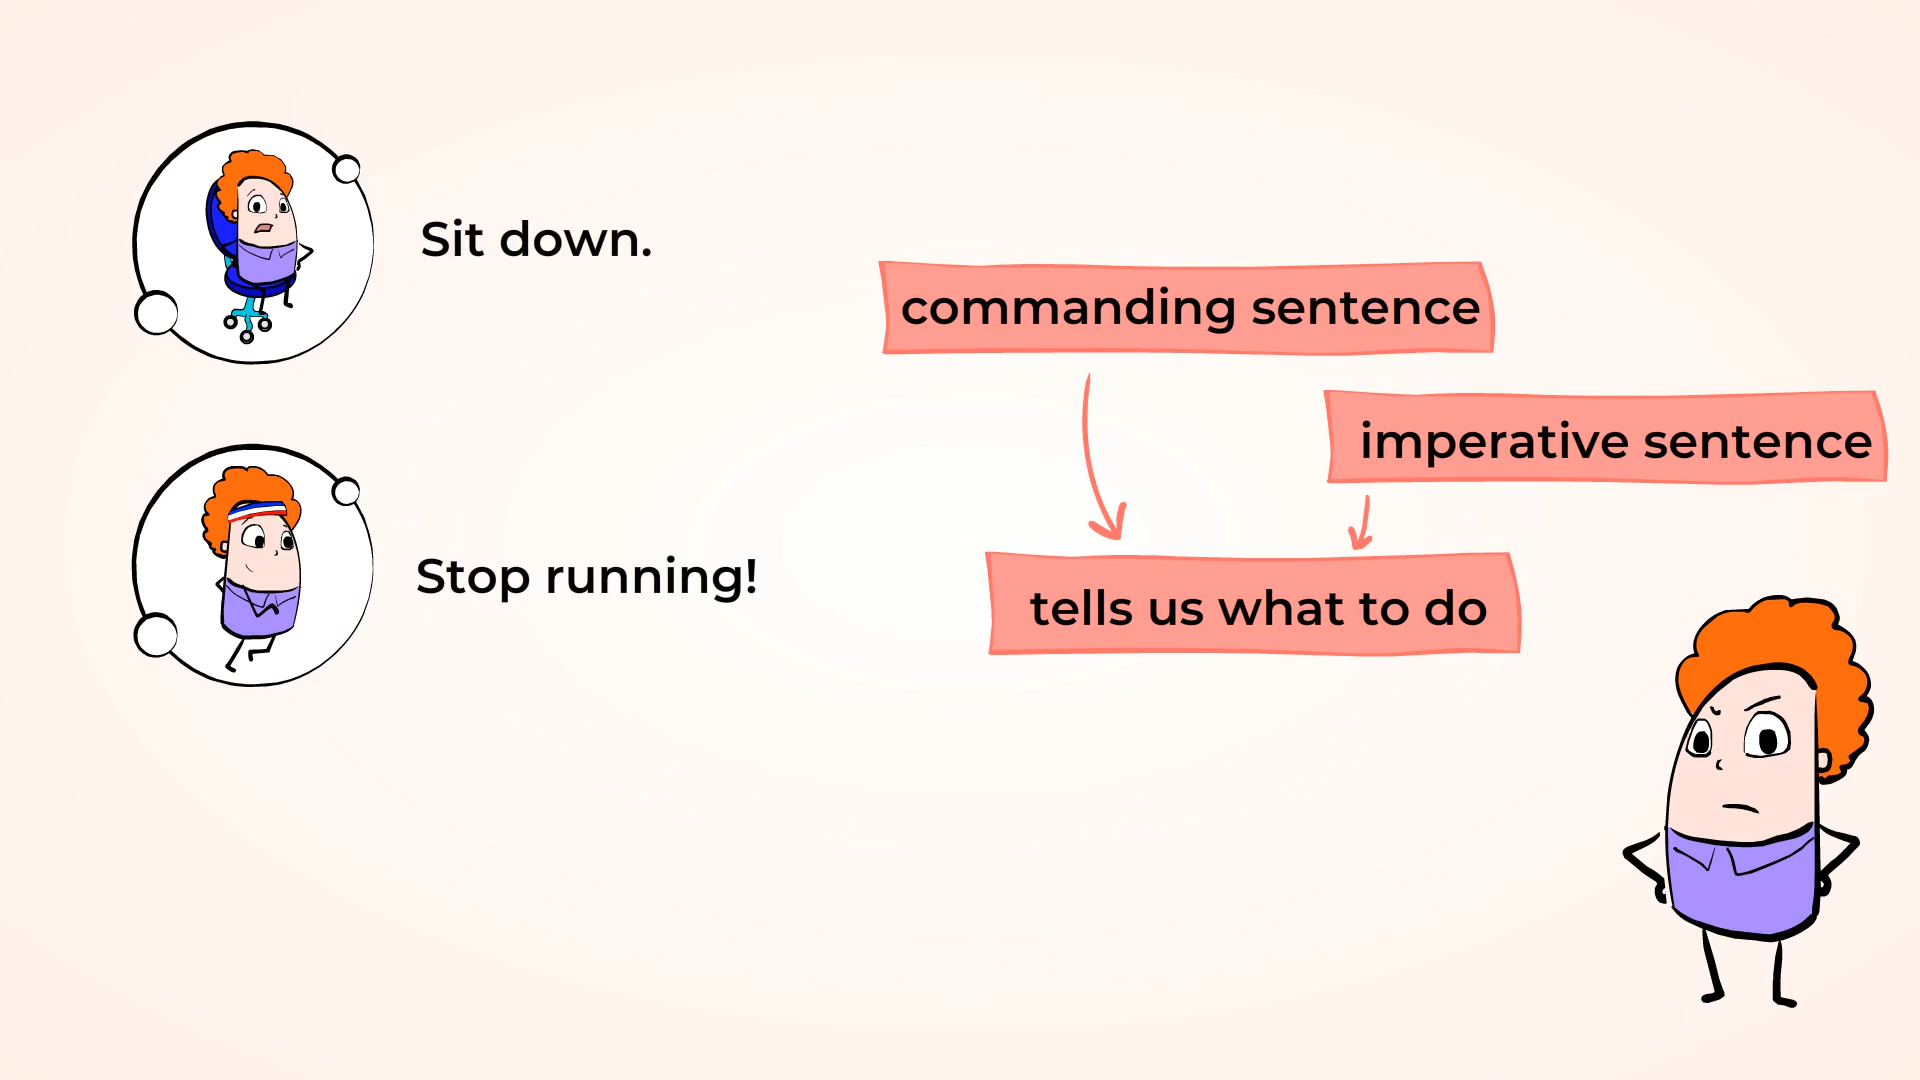 Sit down.
commanding sentence
imperative sentence
Stop running!
tells us what to do